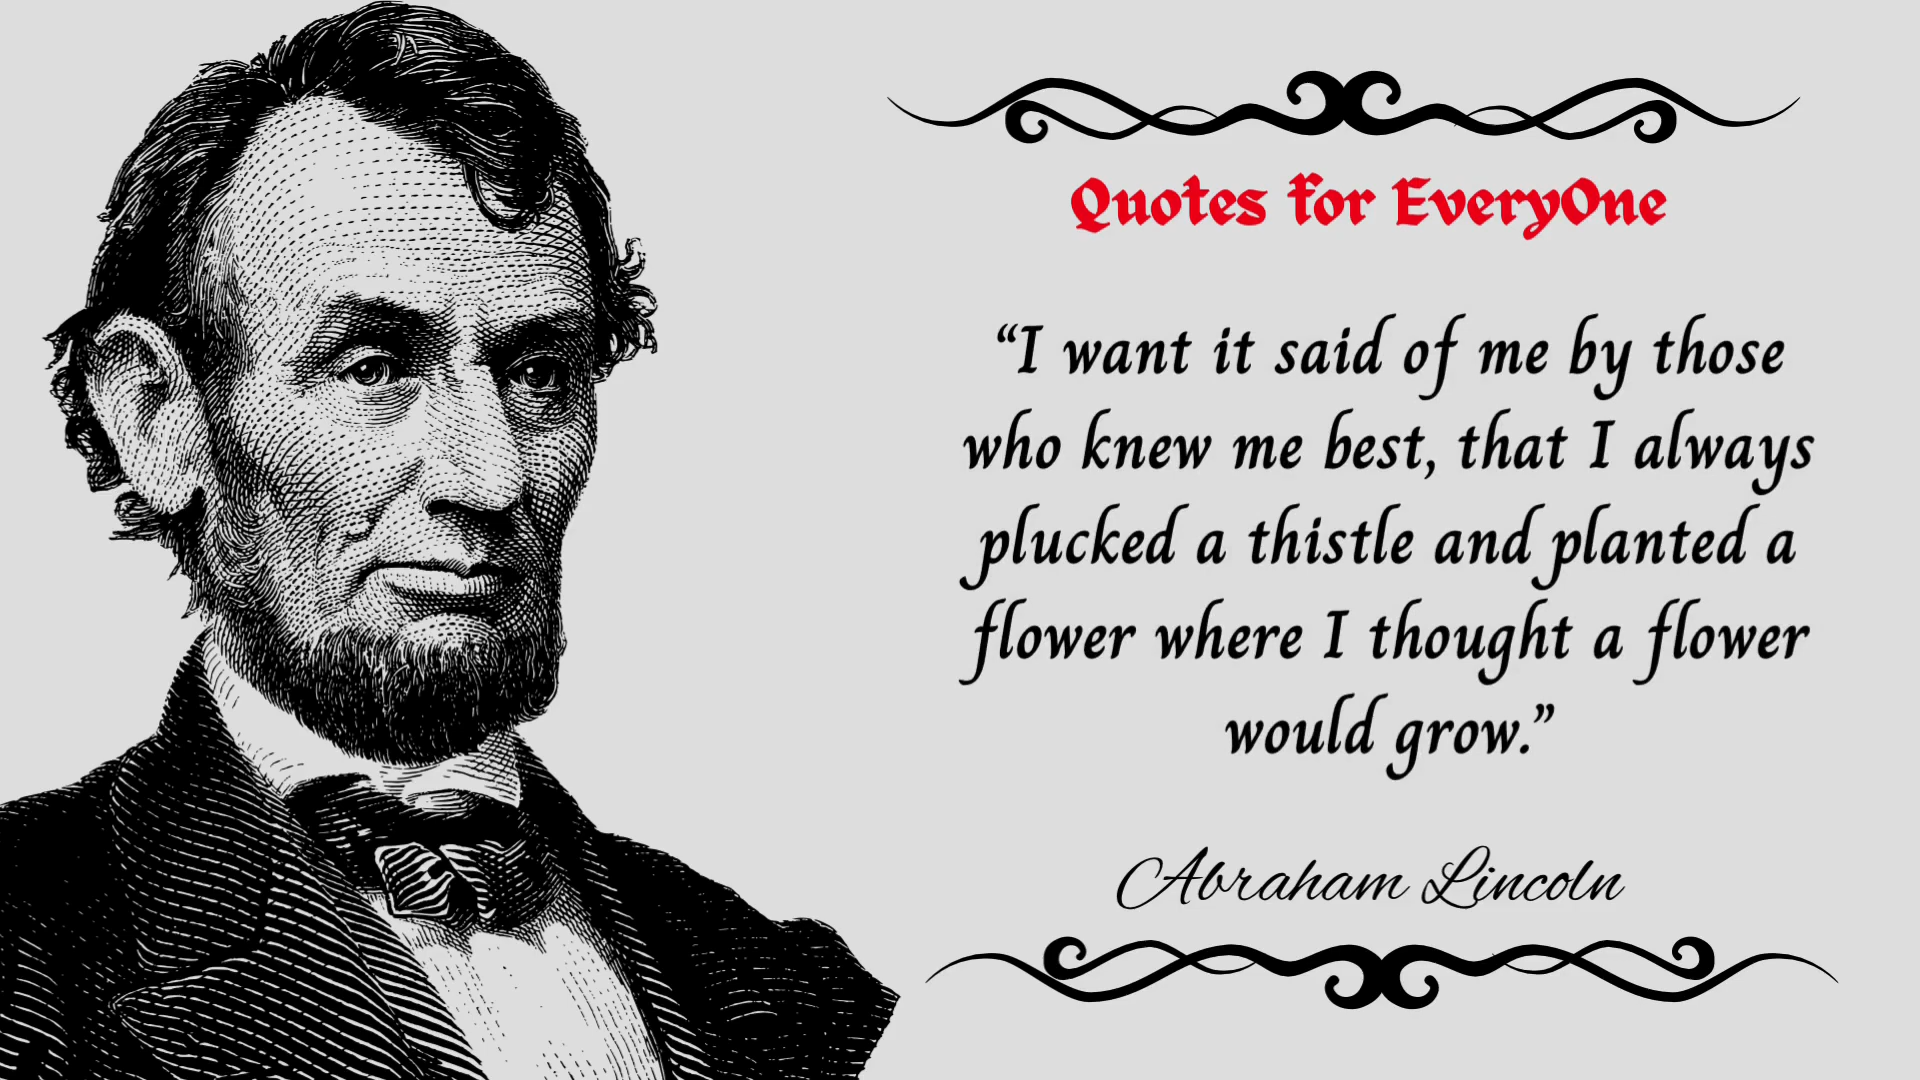 Quotes for EveryOne
“I want it said of me by those
who knew me best, that I always
plucked a thistle and planted a
flower where I thought a flower
would grow.”
Abraham Lincoln